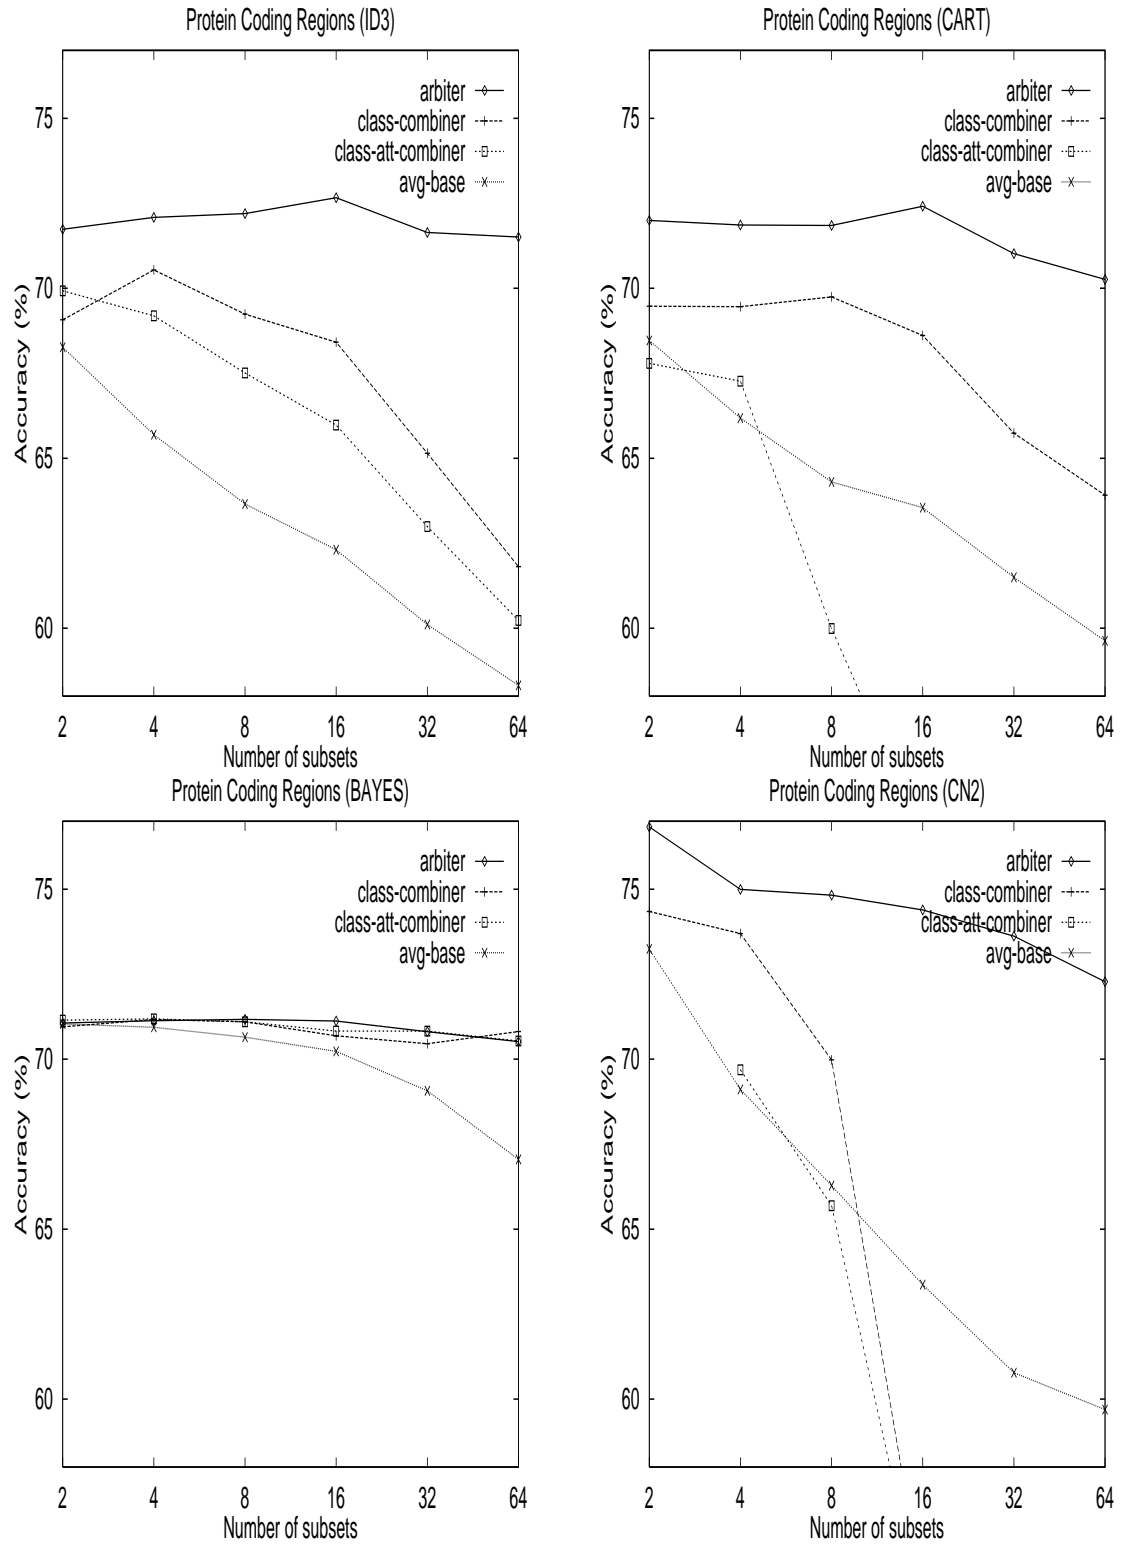 Protein Coding Regions (ID3)
arbiter
class-combiner
class-att-combiner
avg-base
75
70
65
60
Accuracy (%)
2 4 8 16 32 64
Number of subsets
Protein Coding Regions (CART)
arbiter
class-combiner
class-att-combiner
avg-base
75
70
65
60
Accuracy (%)
2 4 8 16 32 64
Number of subsets
Protein Coding Regions (BAYES)
arbiter
class-combiner
class-att-combiner
avg-base
75
70
65
60
Accuracy (%)
2 4 8 16 32 64
Number of subsets
Protein Coding Regions (CN2)
arbiter
class-combiner
class-att-combiner
avg-base
75
70
65
60
Accuracy (%)
2 4 8 16 32 64
Number of subsets